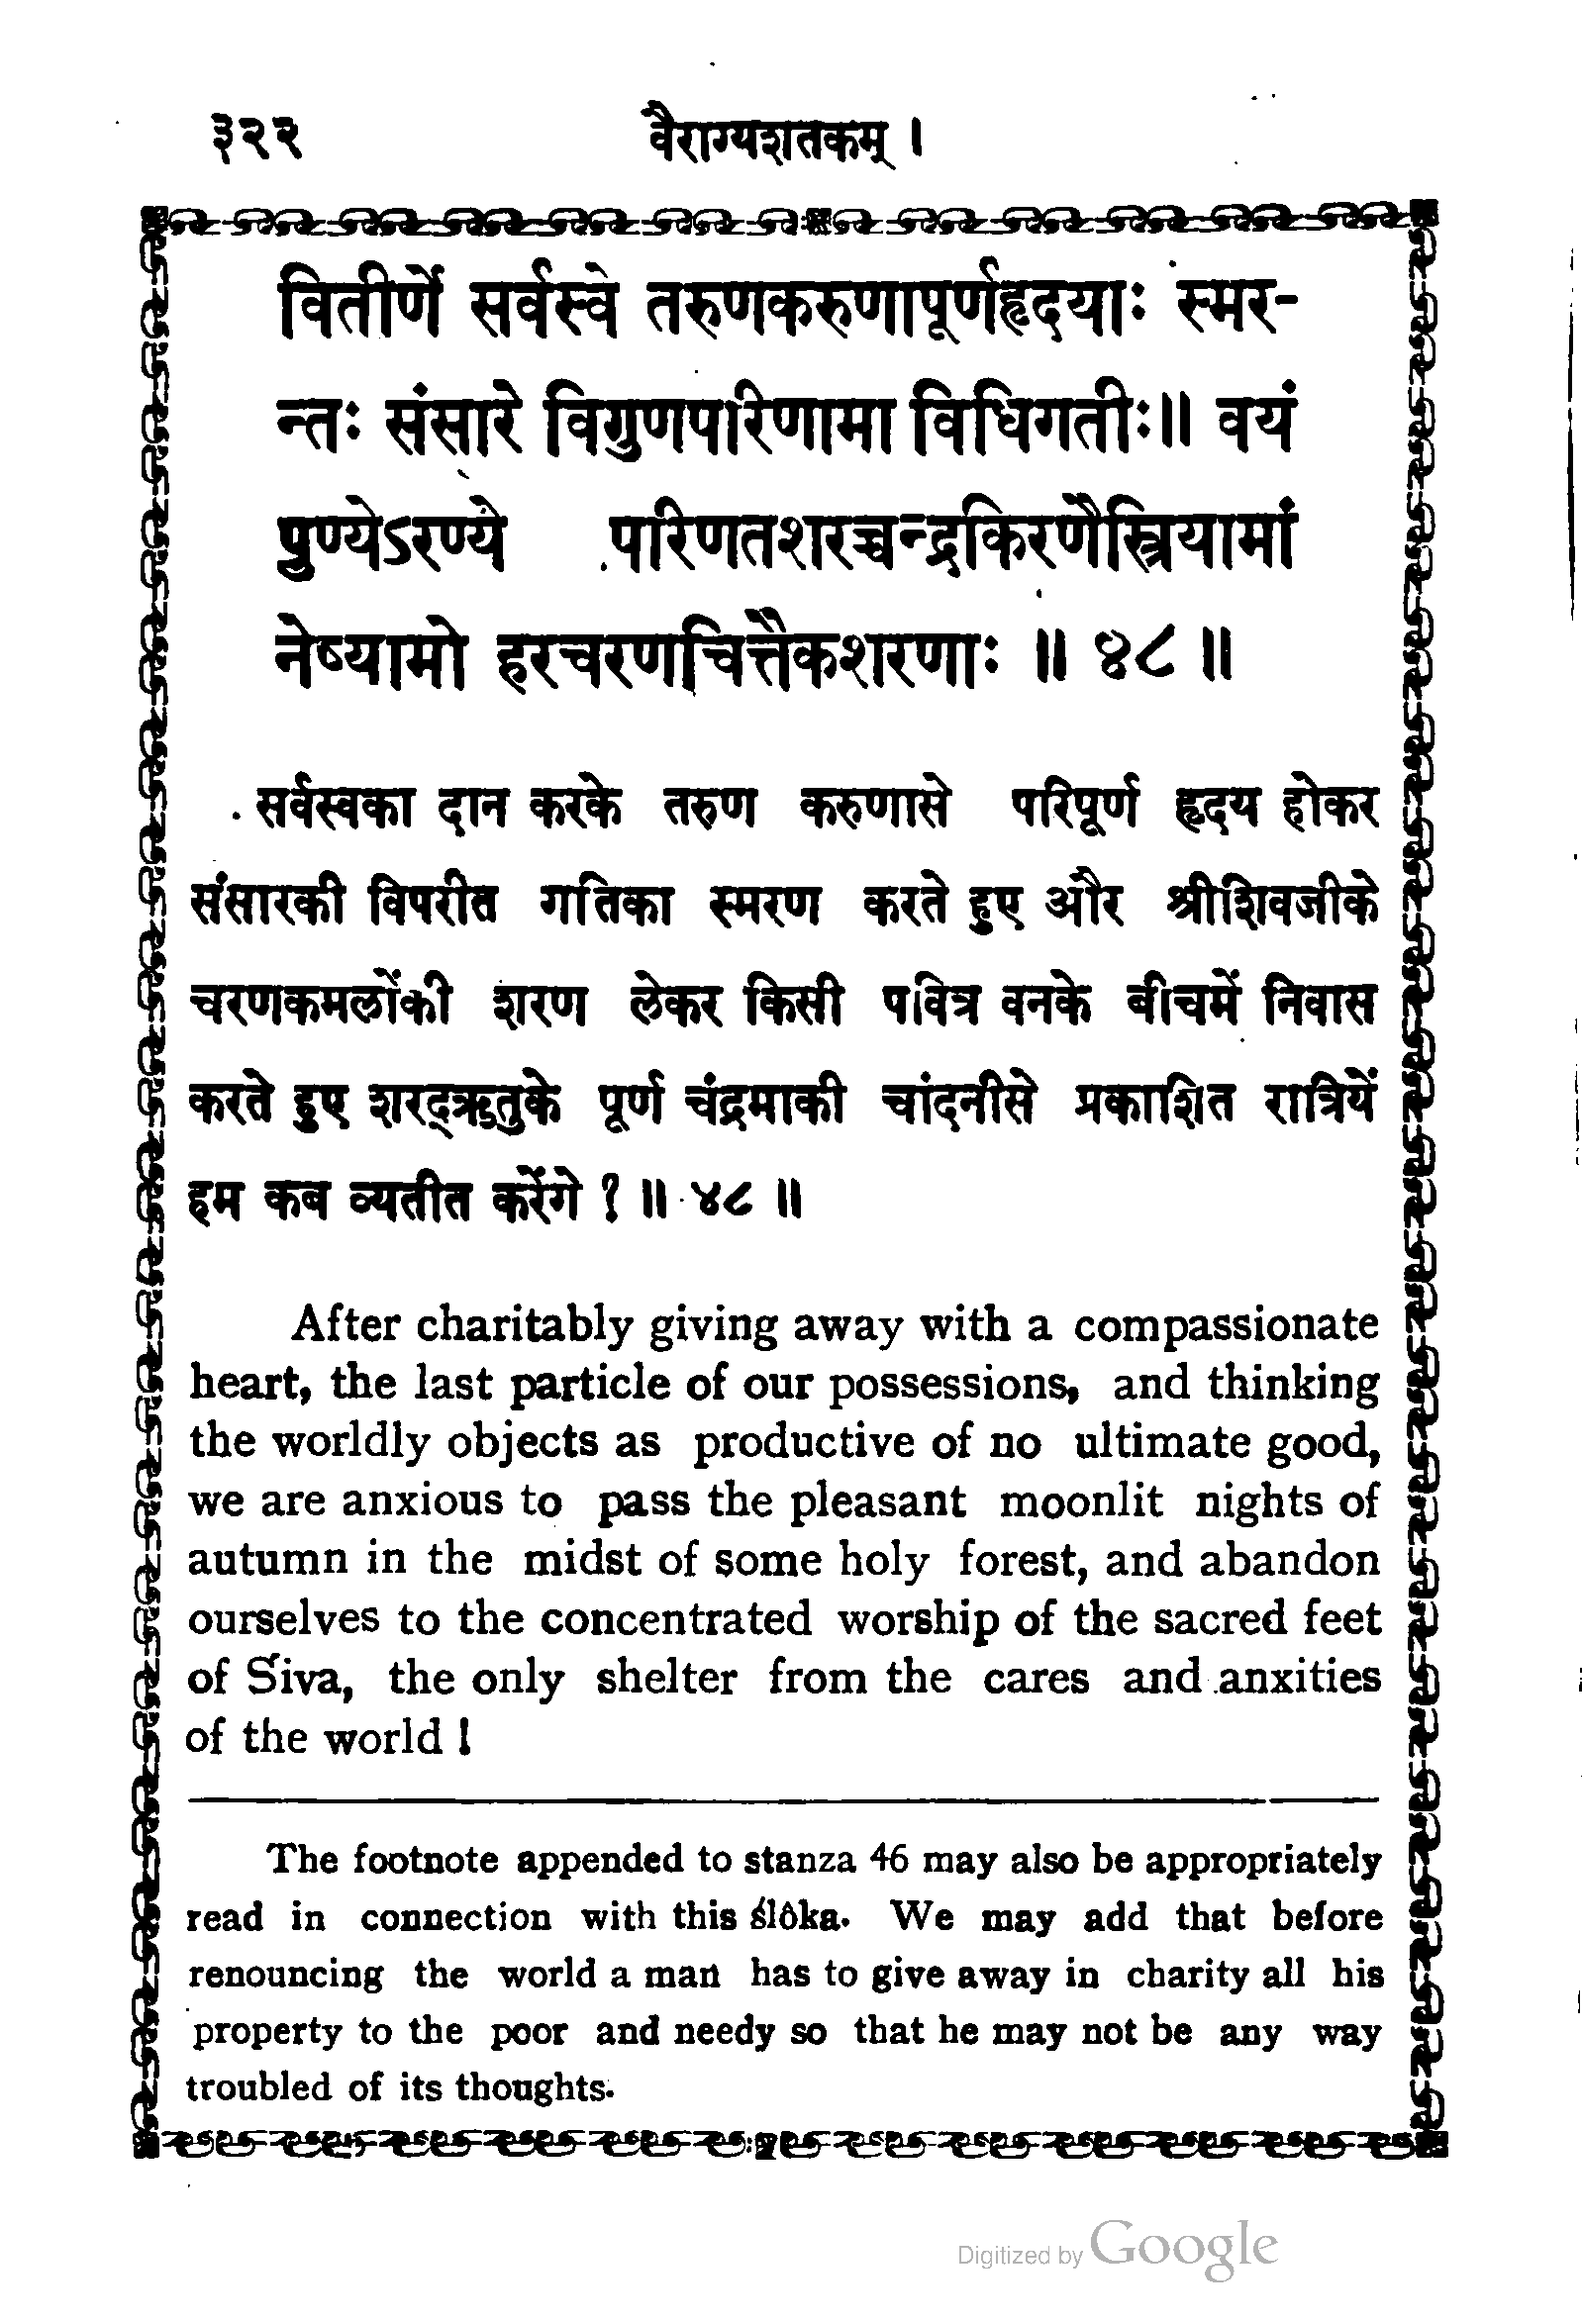 ३२२
वैराग्यशतकम् ।
वितीर्णे सर्वस्वे तरुणकरुणापूर्णहृदयाः स्मर-
न्तः संसारे विगुणपरिणामा विधिगतीः॥ वयं
पुण्येऽरण्ये परिणतशरच्चन्द्रकिरणैस्त्रियामां
नेष्यामो हरचरणचित्तैकशरणाः ॥ ४८ ॥
सर्वस्वका दान करके तरुण करुणासे परिपूर्ण हृदय होकर
संसारकी विपरीत गतिका स्मरण करते हुए और श्रीशिवजीके
चरणकमलोंकी शरण लेकर किसी पवित्र वनके बीचमें निवास
करते हुए शरद्ऋतुके पूर्ण चंद्रमाकी चांदनीसे प्रकाशित रात्रियें
हम कब व्यतीत करेंगे ? ॥ ४८ ॥
After charitably giving away with a compassionate
heart, the last particle of our possessions, and thinking
the worldly objects as productive of no ultimate good,
we are anxious to pass the pleasant moonlit nights of
autumn in the midst of some holy forest, and abandon
ourselves to the concentrated worship of the sacred feet
of Śiva, the only shelter from the cares and anxities
of the world !
The footnote appended to stanza 46 may also be appropriately
read in connection with this ślôka. We may add that before
renouncing the world a man has to give away in charity all his
property to the poor and needy so that he may not be any way
troubled of its thoughts.
Digitized by Google